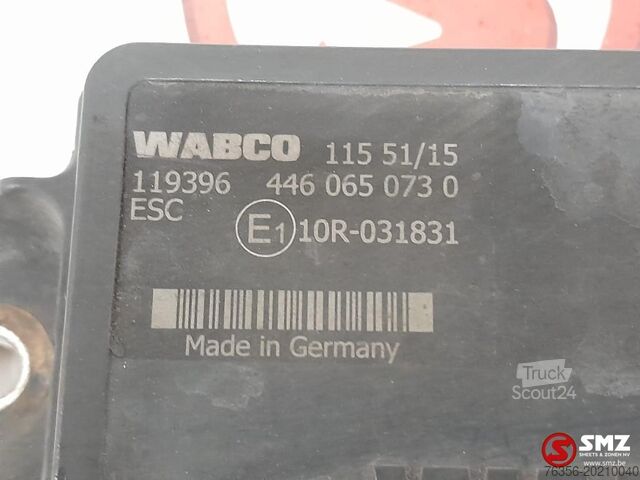 WABCO 115 51/15
119396 446 065 073 0
ESC E1 10R-031831
Made in Germany
Truck
Scout24
SMZ
SMEETS & ZONEN NV
www.smz.be
76356-20210040